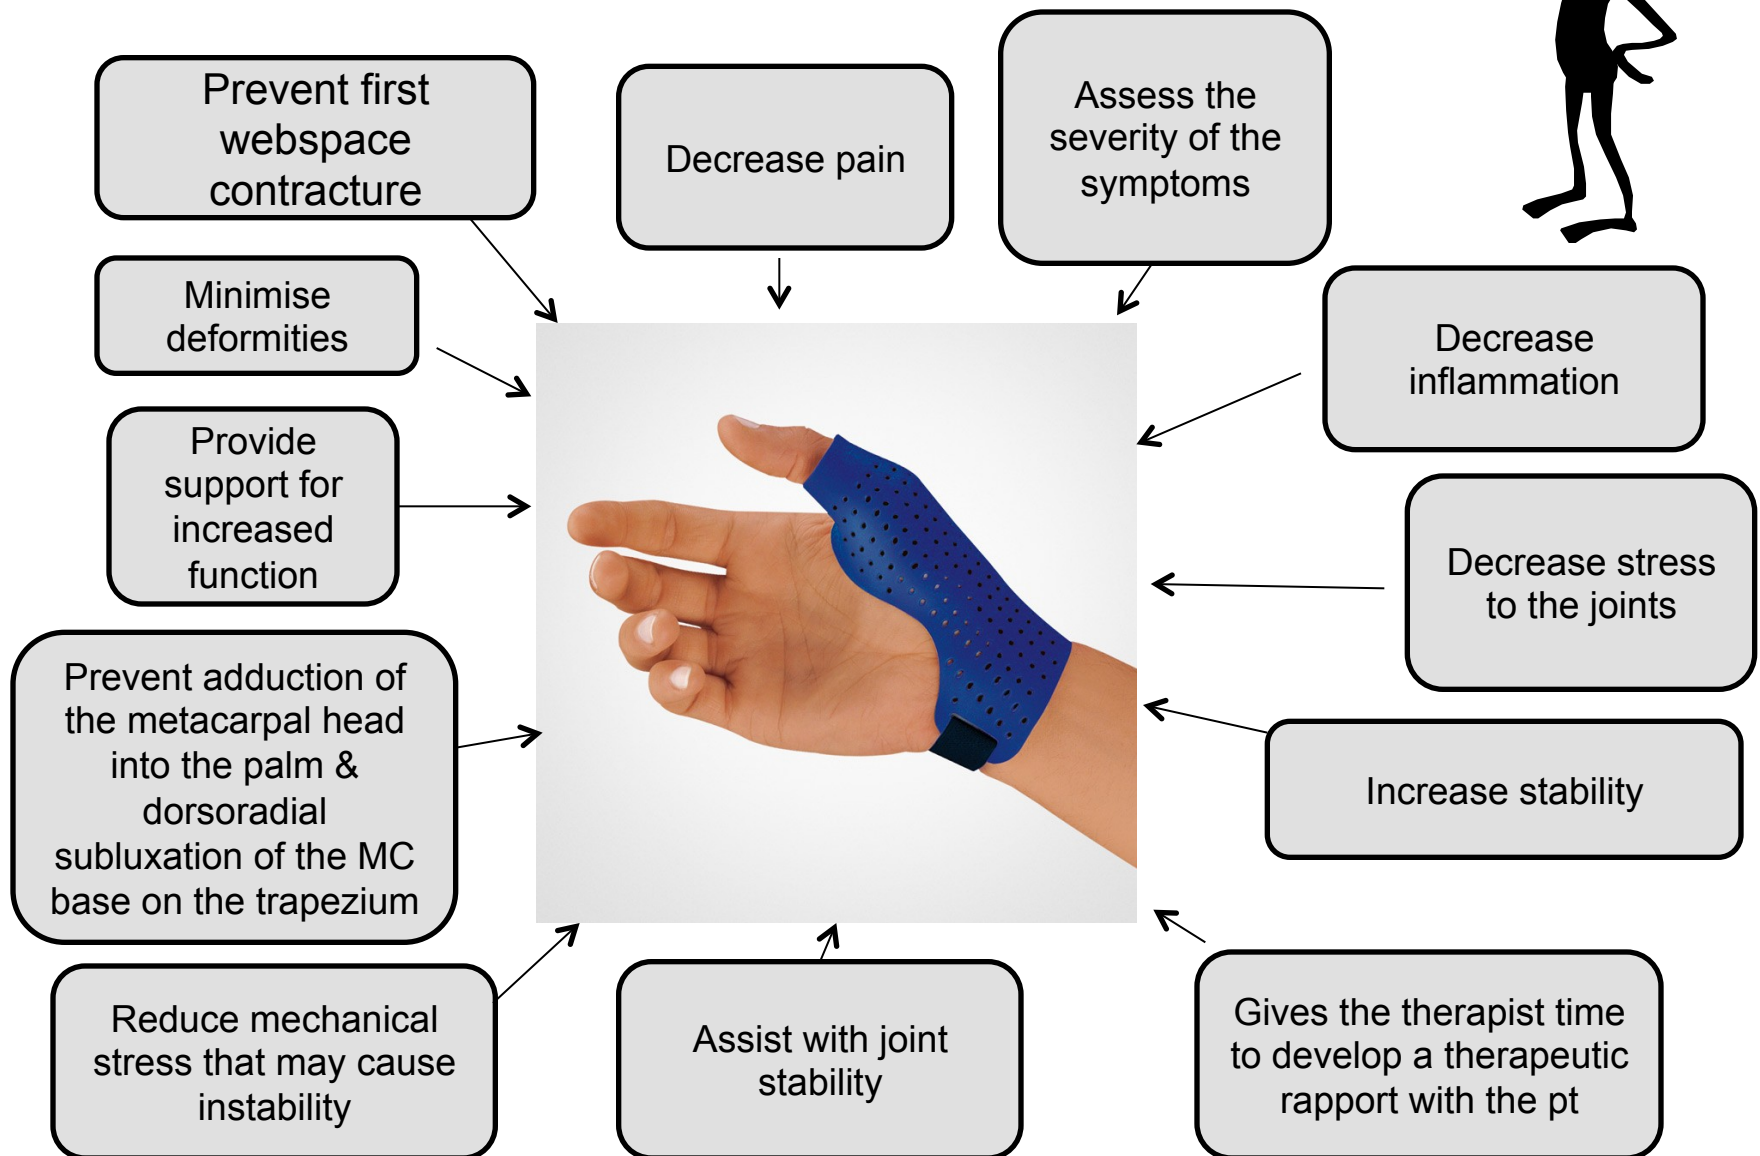 Prevent first
webspace
contracture
Decrease pain
Assess the
severity of the
symptoms
Minimise
deformities
Decrease
inflammation
Provide
support for
increased
function
Decrease stress
to the joints
Prevent adduction of
the metacarpal head
into the palm &
dorsoradial
subluxation of the MC
base on the trapezium
Increase stability
Reduce mechanical
stress that may cause
instability
Assist with joint
stability
Gives the therapist time
to develop a therapeutic
rapport with the pt